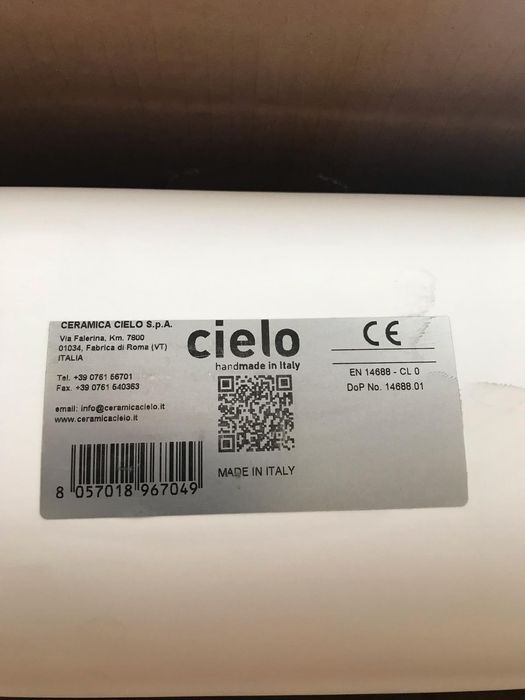 CERAMICA CIELO S.p.A.
Via Falerina, Km. 7800
01034, Fabrica di Roma (VT)
ITALIA
Tel. +39 0761 56701
Fax. +39 0761 540363
email: info@ceramicacielo.it
www.ceramicacielo.it
8 057018 967049
cielo
handmade in Italy
MADE IN ITALY
CE
EN 14688 - CL 0
DoP No. 14688.01